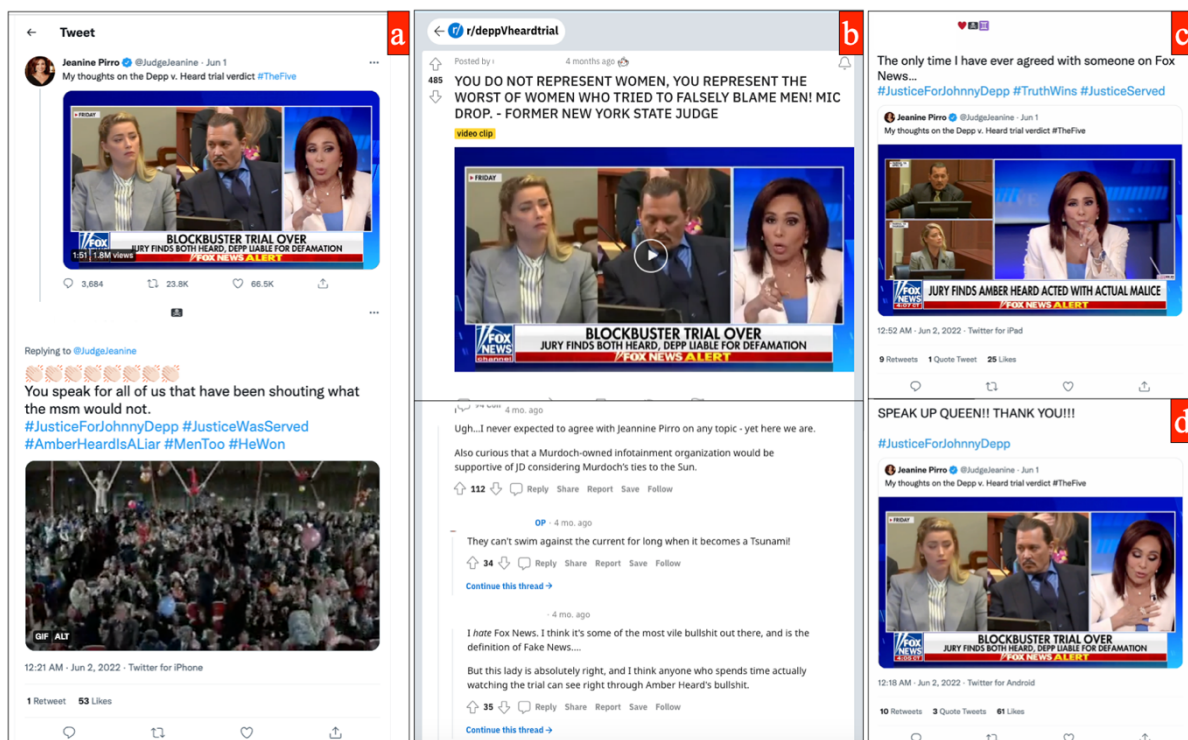 a
← Tweet
Jeanine Pirro @JudgeJeanine · Jun 1
My thoughts on the Depp v. Heard trial verdict #TheFive
FRIDAY
FOX
BLOCKBUSTER TRIAL OVER
JURY FINDS BOTH HEARD, DEPP LIABLE FOR DEFAMATION
FOX NEWS ALERT
1:51 1.8M views
3,684 23.8K 66.5K
Replying to @JudgeJeanine
👏🏻👏🏻👏🏻👏🏻👏🏻👏🏻👏🏻👏🏻
You speak for all of us that have been shouting what
the msm would not.
#JusticeForJohnnyDepp #JusticeWasServed
#AmberHeardIsALiar #MenToo #HeWon
GIF ALT
12:21 AM · Jun 2, 2022 · Twitter for iPhone
1 Retweet 53 Likes
b
r/deppVheardtrial
Posted by 4 months ago
485
YOU DO NOT REPRESENT WOMEN, YOU REPRESENT THE
WORST OF WOMEN WHO TRIED TO FALSELY BLAME MEN! MIC
DROP. - FORMER NEW YORK STATE JUDGE
video clip
FRIDAY
FOX
NEWS
channel
BLOCKBUSTER TRIAL OVER
JURY FINDS BOTH HEARD, DEPP LIABLE FOR DEFAMATION
FOX NEWS ALERT
4 mo. ago
Ugh...I never expected to agree with Jeannine Pirro on any topic - yet here we are.
Also curious that a Murdoch-owned infotainment organization would be
supportive of JD considering Murdoch's ties to the Sun.
112 Reply Share Report Save Follow
OP · 4 mo. ago
They can't swim against the current for long when it becomes a Tsunami!
34 Reply Share Report Save Follow
Continue this thread →
· 4 mo. ago
I hate Fox News. I think it's some of the most vile bullshit out there, and is the
definition of Fake News....
But this lady is absolutely right, and I think anyone who spends time actually
watching the trial can see right through Amber Heard's bullshit.
35 Reply Share Report Save Follow
Continue this thread →
c
The only time I have ever agreed with someone on Fox
News...
#JusticeForJohnnyDepp #TruthWins #JusticeServed
Jeanine Pirro @JudgeJeanine · Jun 1
My thoughts on the Depp v. Heard trial verdict #TheFive
FOX
NEWS
4:07 CT
JURY FINDS AMBER HEARD ACTED WITH ACTUAL MALICE
FOX NEWS ALERT
12:52 AM · Jun 2, 2022 · Twitter for iPad
9 Retweets 1 Quote Tweet 25 Likes
d
SPEAK UP QUEEN!! THANK YOU!!!
#JusticeForJohnnyDepp
Jeanine Pirro @JudgeJeanine · Jun 1
My thoughts on the Depp v. Heard trial verdict #TheFive
FRIDAY
FOX
NEWS
4:05 CT
BLOCKBUSTER TRIAL OVER
JURY FINDS BOTH HEARD, DEPP LIABLE FOR DEFAMATION
FOX NEWS ALERT
12:18 AM · Jun 2, 2022 · Twitter for Android
10 Retweets 3 Quote Tweets 61 Likes